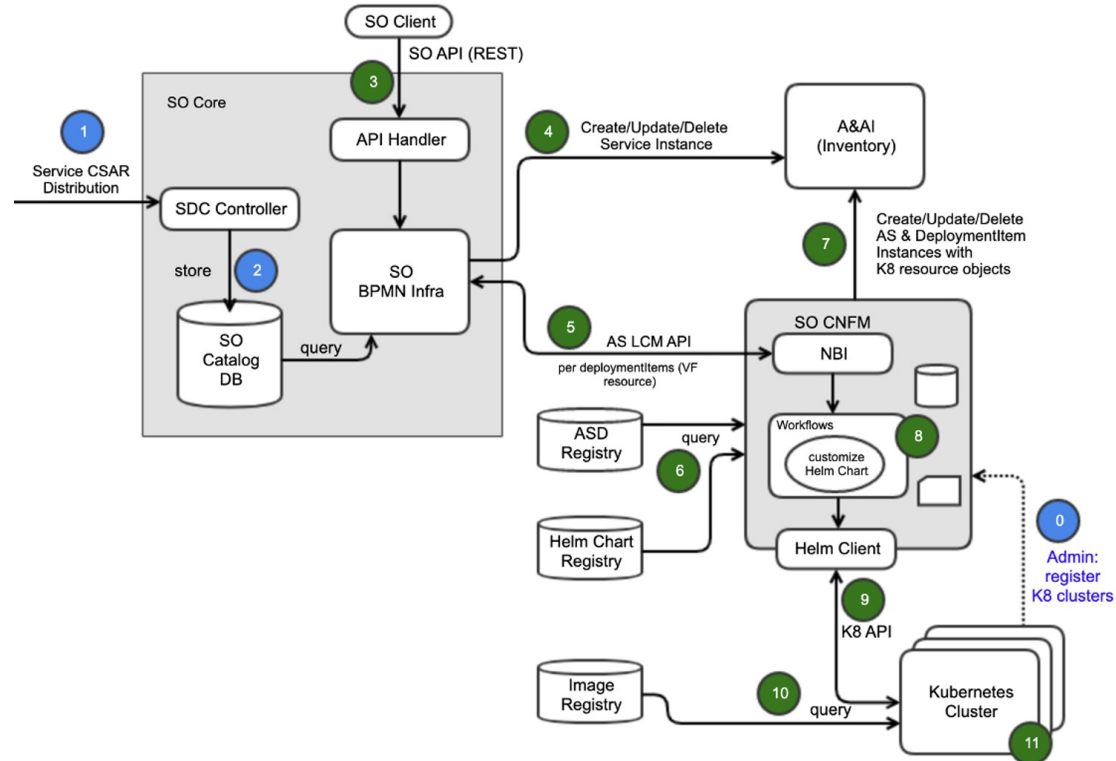 SO Client
SO API (REST)
3
SO Core
1
Service CSAR
Distribution
API Handler
4
Create/Update/Delete
Service Instance
A&AI
(Inventory)
SDC Controller
store
2
SO
BPMN Infra
7
Create/Update/Delete
AS & DeploymentItem
Instances with
K8 resource objects
SO
Catalog
DB
query
5
AS LCM API
per deploymentItems (VF
resource)
SO CNFM
NBI
ASD
Registry
query
6
Workflows
customize
Helm Chart
8
Helm Chart
Registry
Helm Client
0
Admin:
register
K8 clusters
9
K8 API
Image
Registry
10
query
Kubernetes
Cluster
11